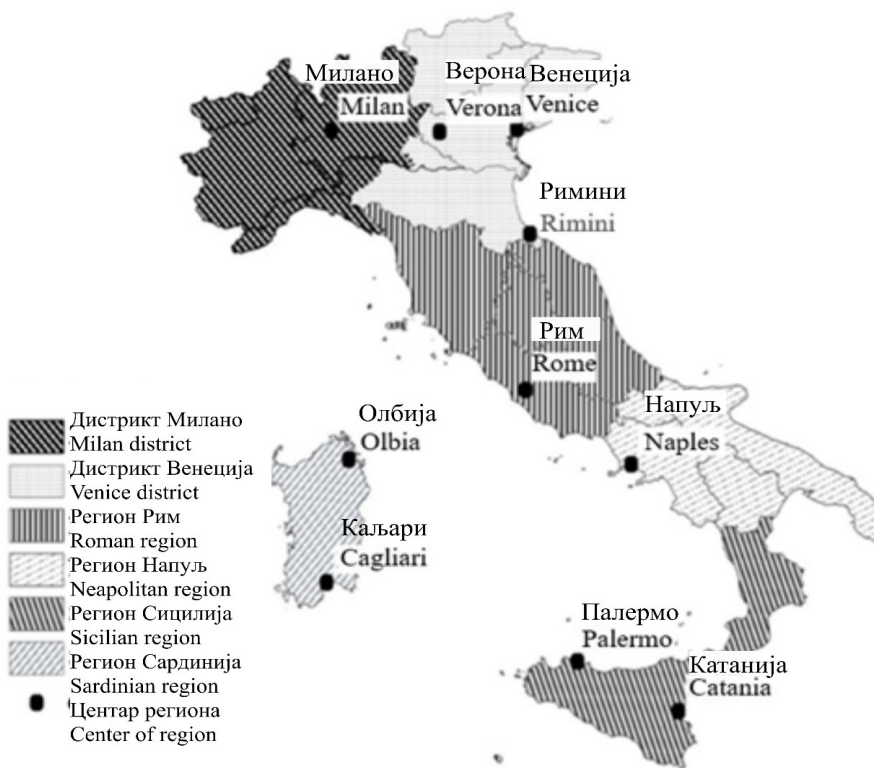 Милано
Milan
Верона
Verona
Венеција
Venice
Римини
Rimini
Рим
Rome
Напуљ
Naples
Олбија
Olbia
Каљари
Cagliari
Палермо
Palermo
Катанија
Catania
Дистрикт Милано
Milan district
Дистрикт Венеција
Venice district
Регион Рим
Roman region
Регион Напуљ
Neapolitan region
Регион Сицилија
Sicilian region
Регион Сардинија
Sardinian region
Центар региона
Center of region